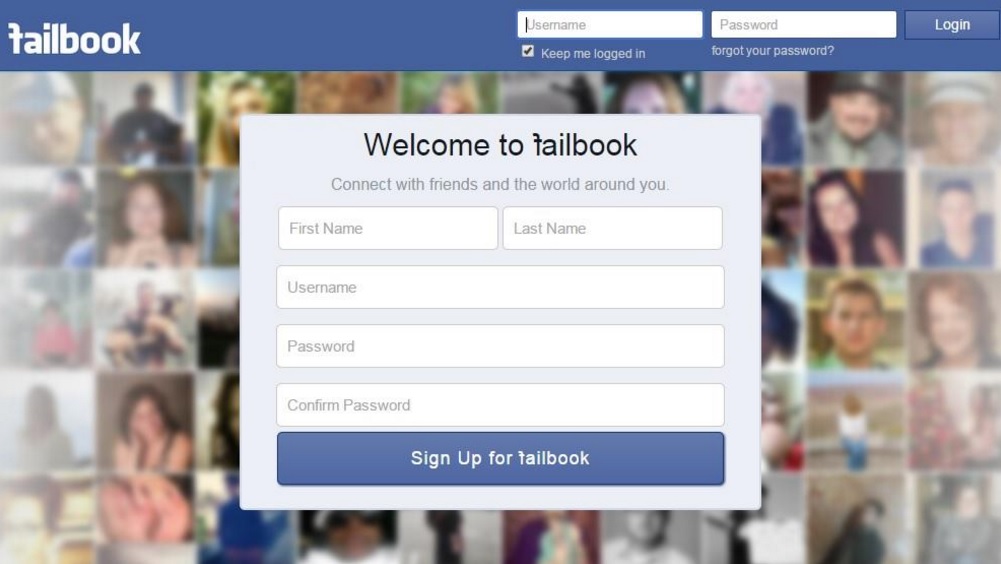 tailbook
Username Password Login
Keep me logged in forgot your password?
Welcome to tailbook
Connect with friends and the world around you.
First Name Last Name
Username
Password
Confirm Password
Sign Up for tailbook